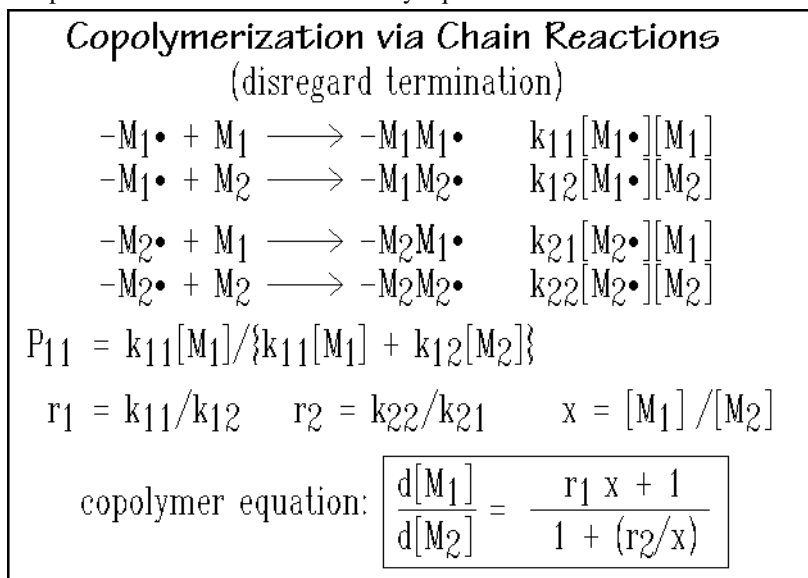 Copolymerization via Chain Reactions
(disregard termination)
-M₁• + M₁ ⟶ -M₁M₁• k₁₁[M₁•][M₁]
-M₁• + M₂ ⟶ -M₁M₂• k₁₂[M₁•][M₂]
-M₂• + M₁ ⟶ -M₂M₁• k₂₁[M₂•][M₁]
-M₂• + M₂ ⟶ -M₂M₂• k₂₂[M₂•][M₂]
P₁₁ = k₁₁[M₁]/{k₁₁[M₁] + k₁₂[M₂]{
r₁ = k₁₁/k₁₂ r₂ = k₂₂/k₂₁ x = [M₁]/[M₂]
copolymer equation: d[M₁]/d[M₂] = (r₁ x + 1)/(1 + (r₂/x))